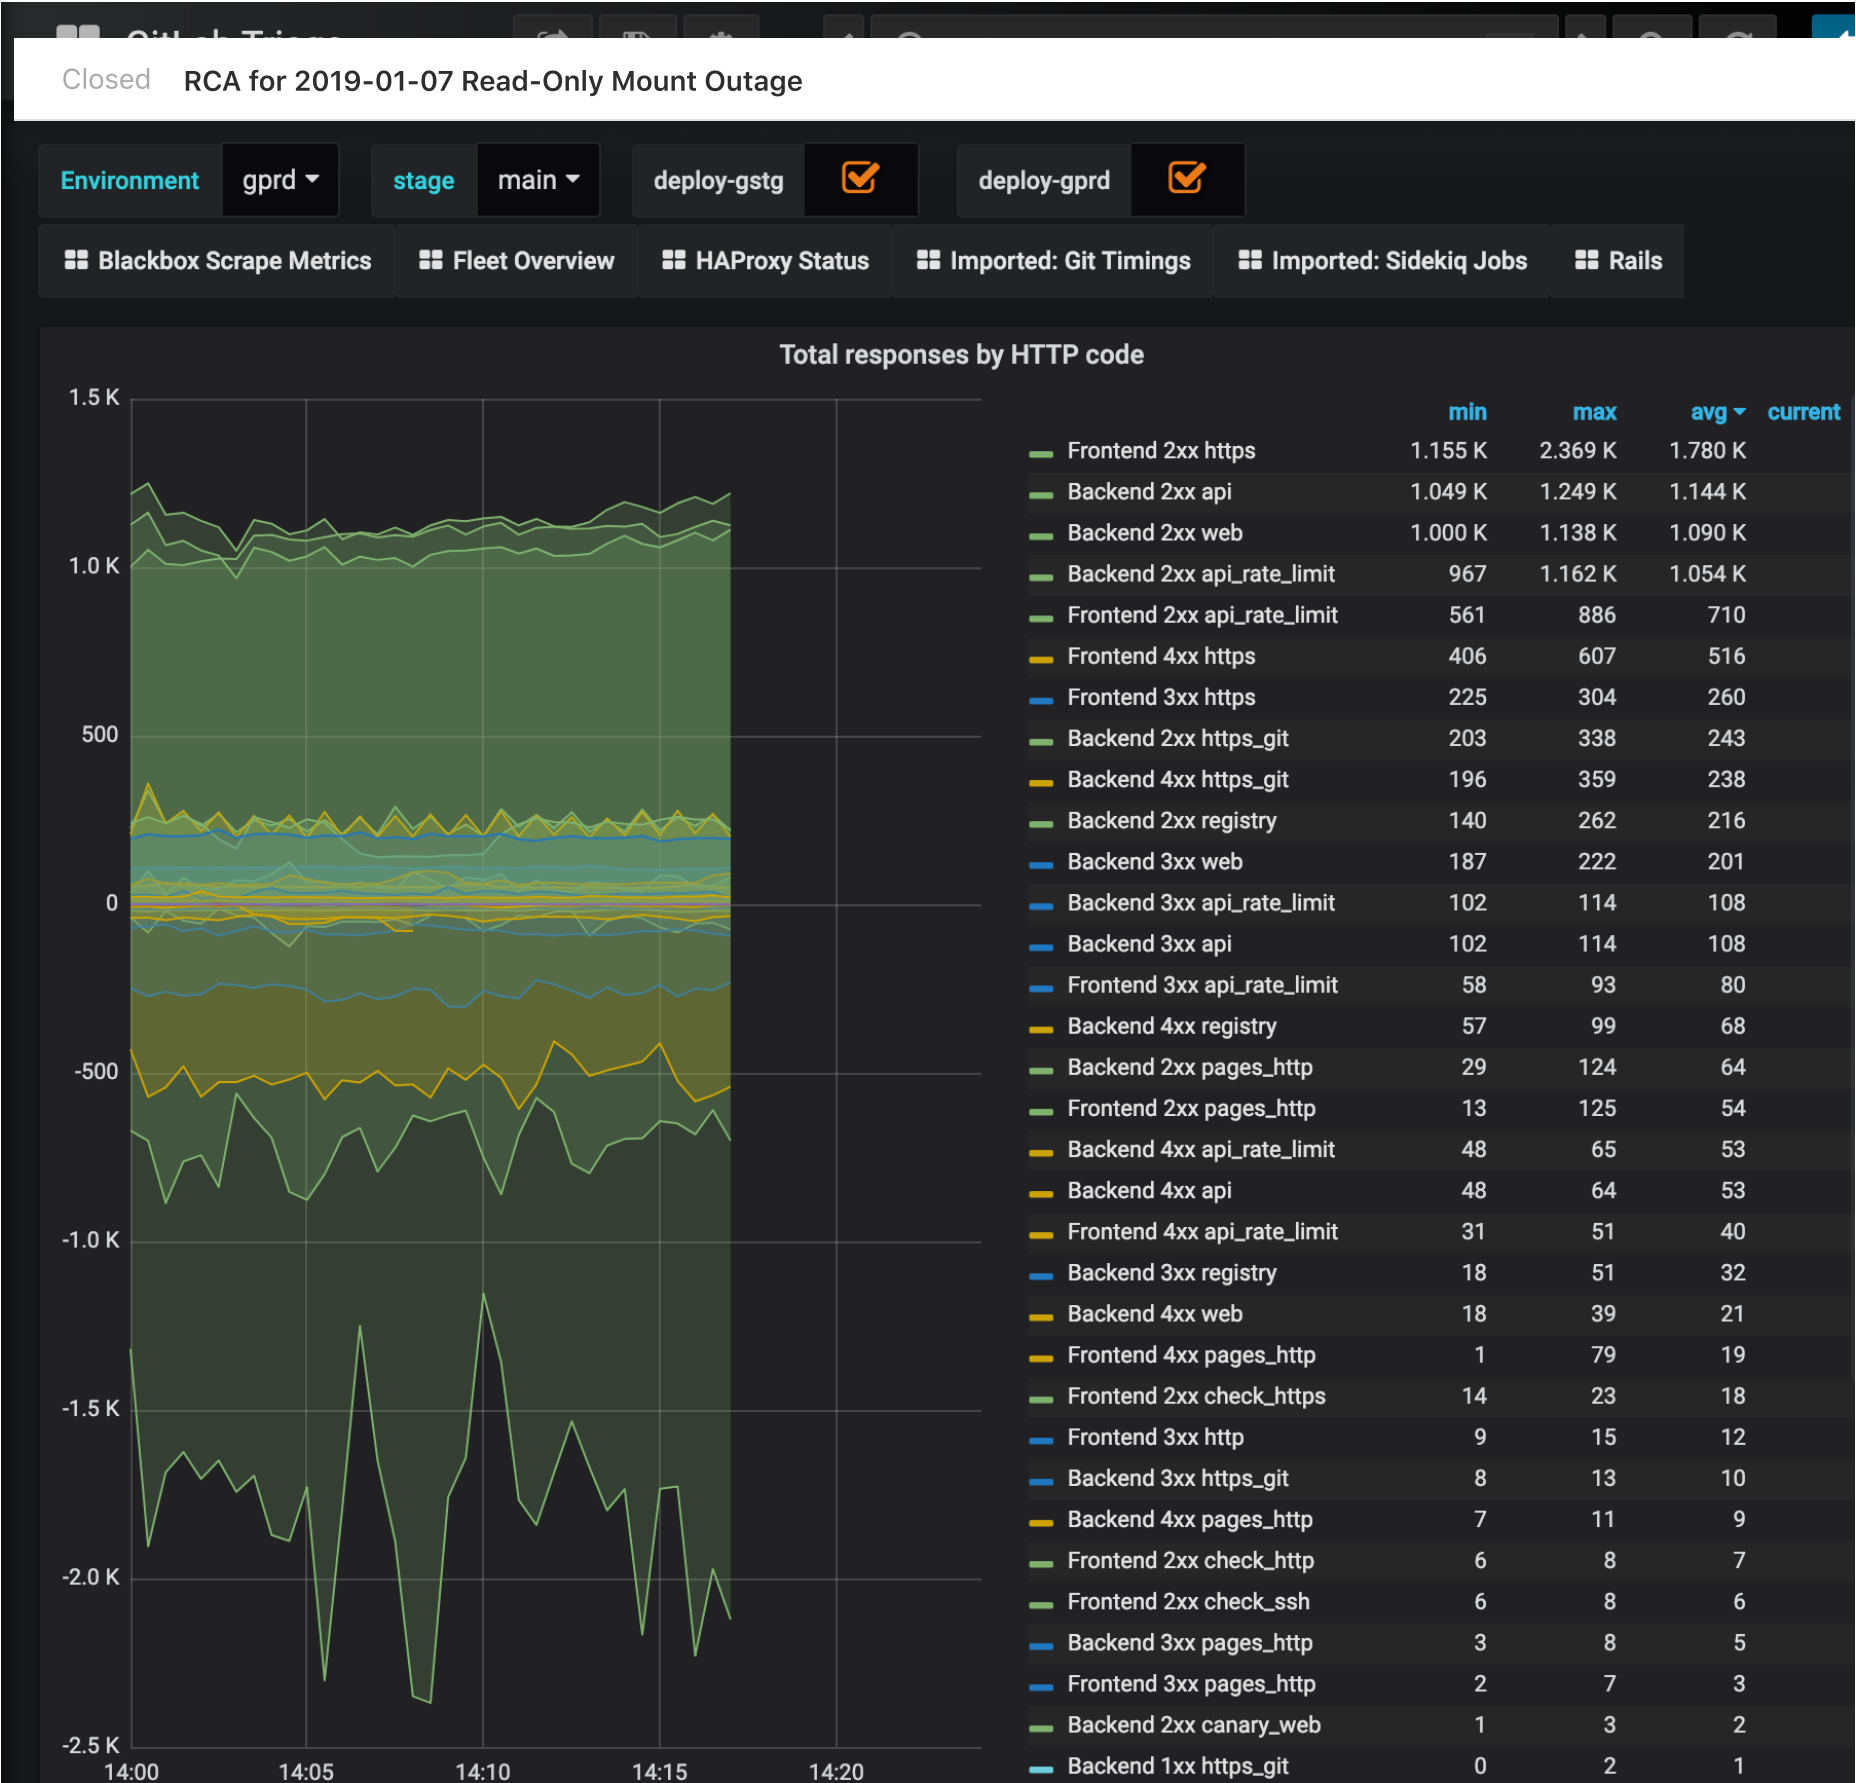 GitLab Triage
Closed RCA for 2019-01-07 Read-Only Mount Outage
Environment gprd stage main deploy-gstg deploy-gprd
Blackbox Scrape Metrics Fleet Overview HAProxy Status Imported: Git Timings Imported: Sidekiq Jobs Rails
Total responses by HTTP code
1.5 K
1.0 K
500
0
-500
-1.0 K
-1.5 K
-2.0 K
-2.5 K
14:00 14:05 14:10 14:15 14:20
min max avg current
Frontend 2xx https 1.155 K 2.369 K 1.780 K
Backend 2xx api 1.049 K 1.249 K 1.144 K
Backend 2xx web 1.000 K 1.138 K 1.090 K
Backend 2xx api_rate_limit 967 1.162 K 1.054 K
Frontend 2xx api_rate_limit 561 886 710
Frontend 4xx https 406 607 516
Frontend 3xx https 225 304 260
Backend 2xx https_git 203 338 243
Backend 4xx https_git 196 359 238
Backend 2xx registry 140 262 216
Backend 3xx web 187 222 201
Backend 3xx api_rate_limit 102 114 108
Backend 3xx api 102 114 108
Frontend 3xx api_rate_limit 58 93 80
Backend 4xx registry 57 99 68
Backend 2xx pages_http 29 124 64
Frontend 2xx pages_http 13 125 54
Backend 4xx api_rate_limit 48 65 53
Backend 4xx api 48 64 53
Frontend 4xx api_rate_limit 31 51 40
Backend 3xx registry 18 51 32
Backend 4xx web 18 39 21
Frontend 4xx pages_http 1 79 19
Frontend 2xx check_https 14 23 18
Frontend 3xx http 9 15 12
Backend 3xx https_git 8 13 10
Backend 4xx pages_http 7 11 9
Frontend 2xx check_http 6 8 7
Frontend 2xx check_ssh 6 8 6
Backend 3xx pages_http 3 8 5
Frontend 3xx pages_http 2 7 3
Backend 2xx canary_web 1 3 2
Backend 1xx https_git 0 2 1